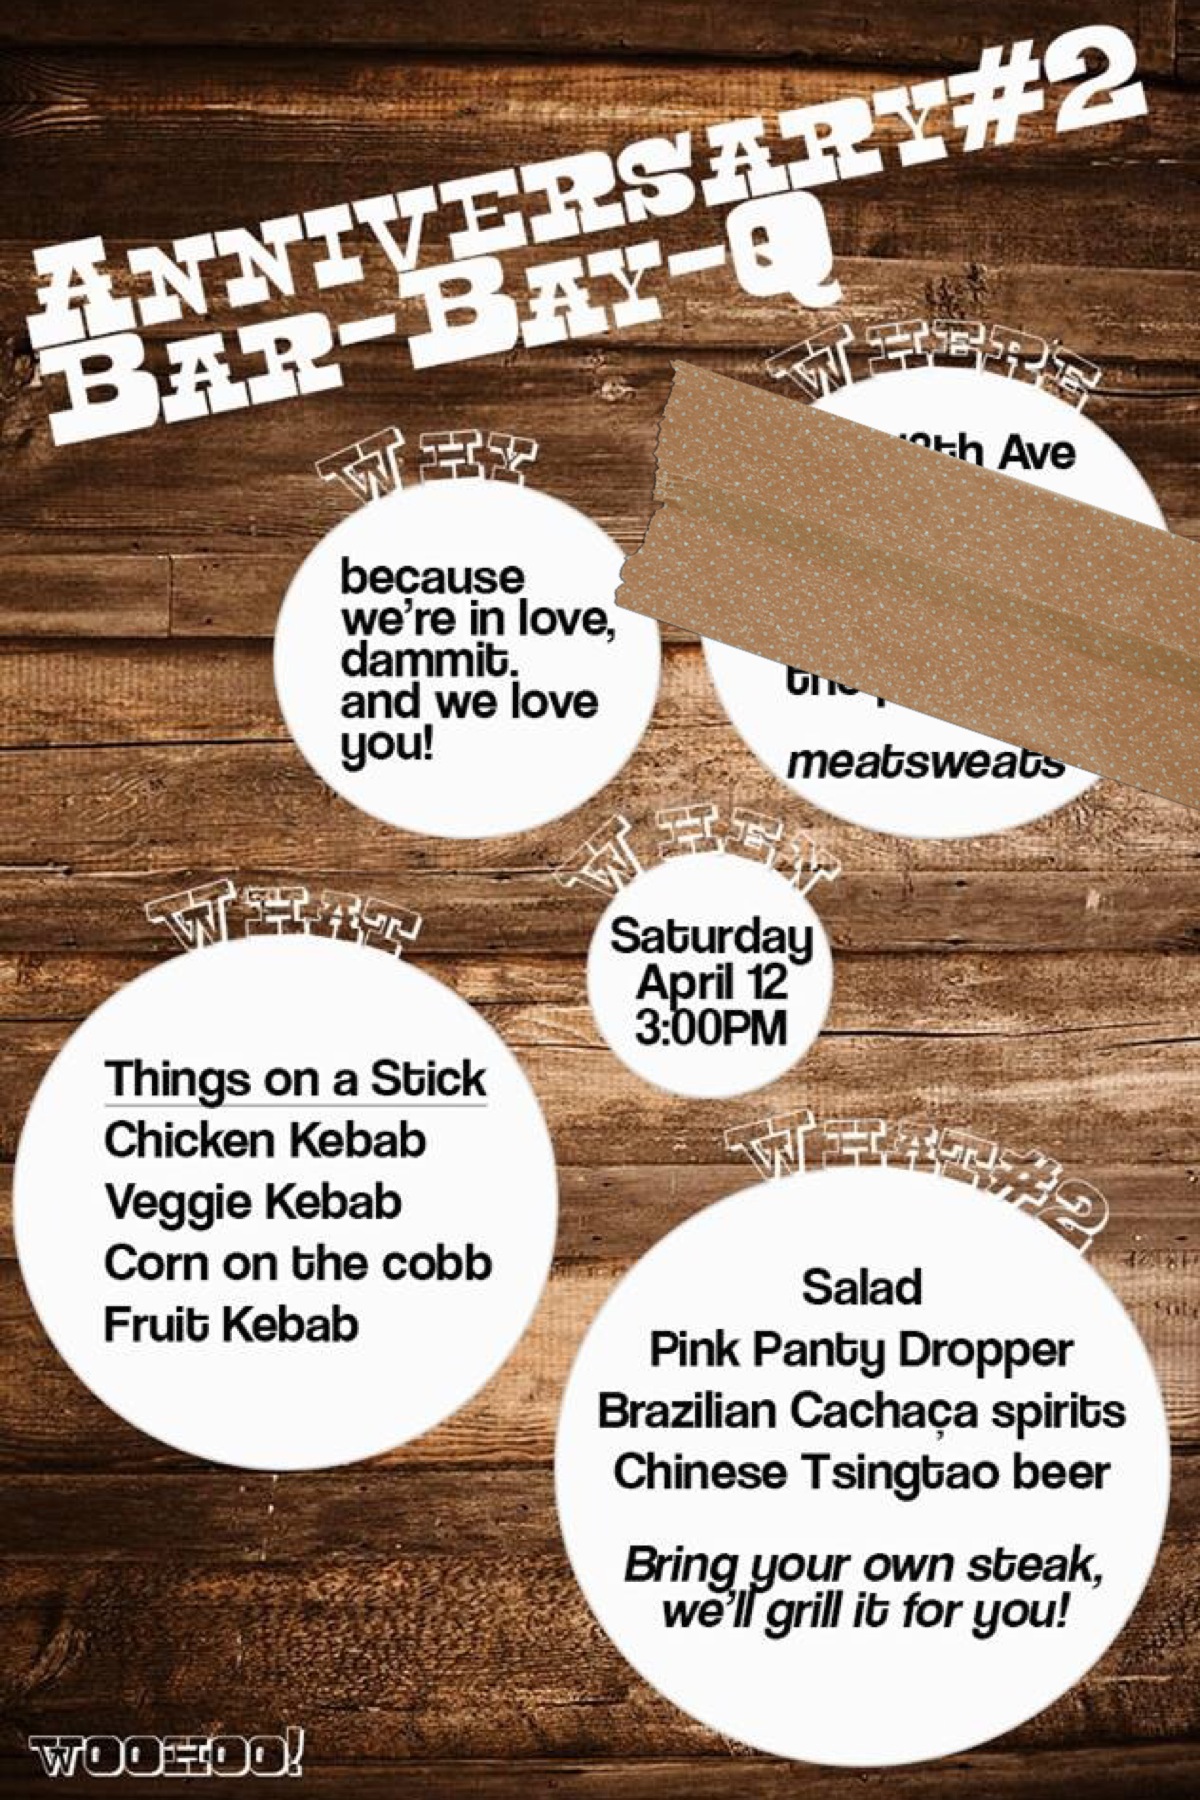 Anniversary#2
Bar-Bay-Q
Where
Ave
meatsweats
Why
because
we're in love,
dammit.
and we love
you!
When
Saturday
April 12
3:00PM
What
Things on a Stick
Chicken Kebab
Veggie Kebab
Corn on the cobb
Fruit Kebab
What#2
Salad
Pink Panty Dropper
Brazilian Cachaça spirits
Chinese Tsingtao beer
Bring your own steak,
we'll grill it for you!
WOOHOO!